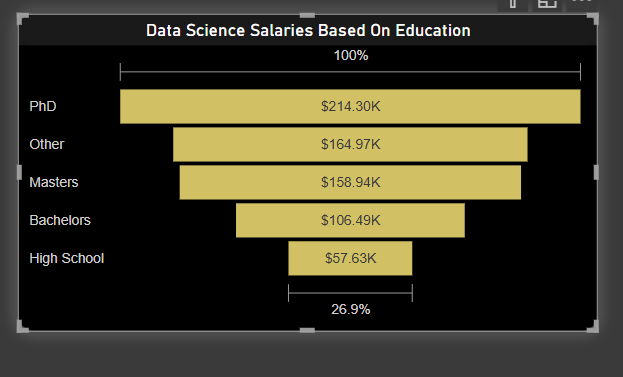 Data Science Salaries Based On Education
100%
PhD $214.30K
Other $164.97K
Masters $158.94K
Bachelors $106.49K
High School $57.63K
26.9%